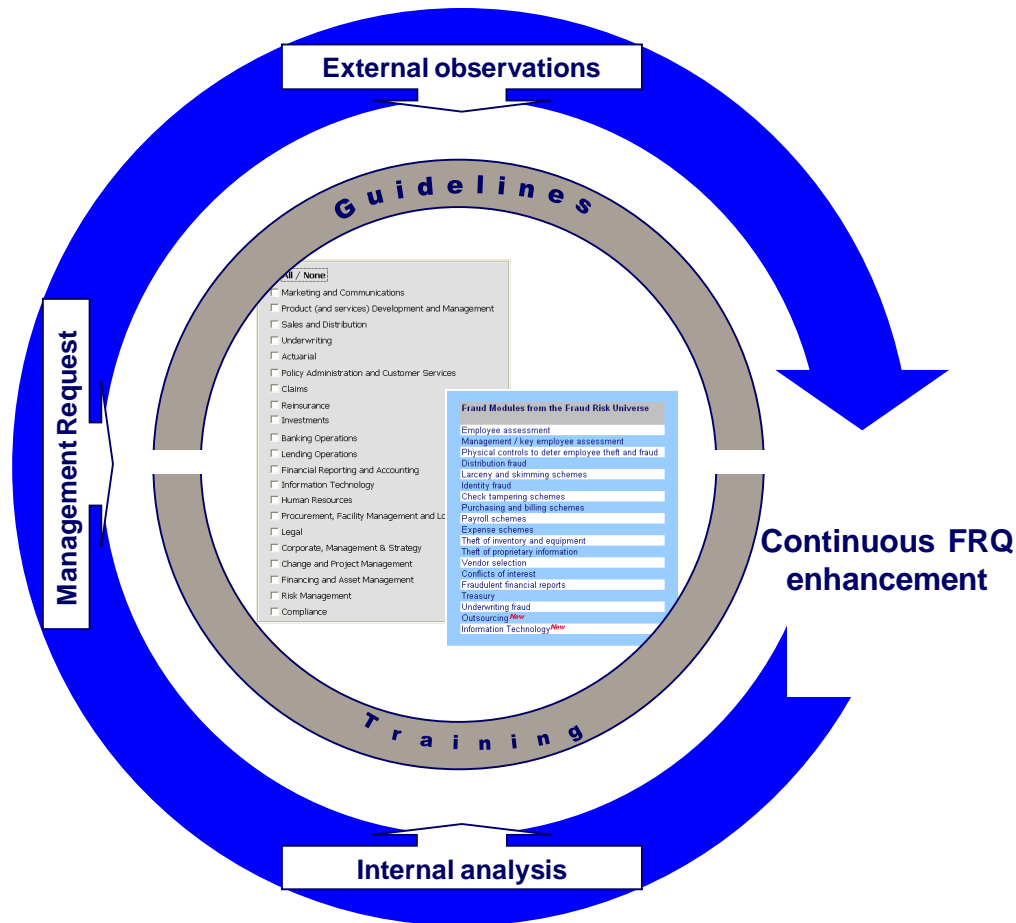 External observations
Guidelines
Management Request
All / None
Marketing and Communications
Product (and services) Development and Management
Sales and Distribution
Underwriting
Actuarial
Policy Administration and Customer Services
Claims
Reinsurance
Investments
Banking Operations
Lending Operations
Financial Reporting and Accounting
Information Technology
Human Resources
Procurement, Facility Management and Lo
Legal
Corporate, Management & Strategy
Change and Project Management
Financing and Asset Management
Risk Management
Compliance
Fraud Modules from the Fraud Risk Universe
Employee assessment
Management / key employee assessment
Physical controls to deter employee theft and fraud
Distribution fraud
Larceny and skimming schemes
Identity fraud
Check tampering schemes
Purchasing and billing schemes
Payroll schemes
Expense schemes
Theft of inventory and equipment
Theft of proprietary information
Vendor selection
Conflicts of interest
Fraudulent financial reports
Treasury
Underwriting fraud
Outsourcing New
Information Technology New
Continuous FRQ
enhancement
Training
Internal analysis